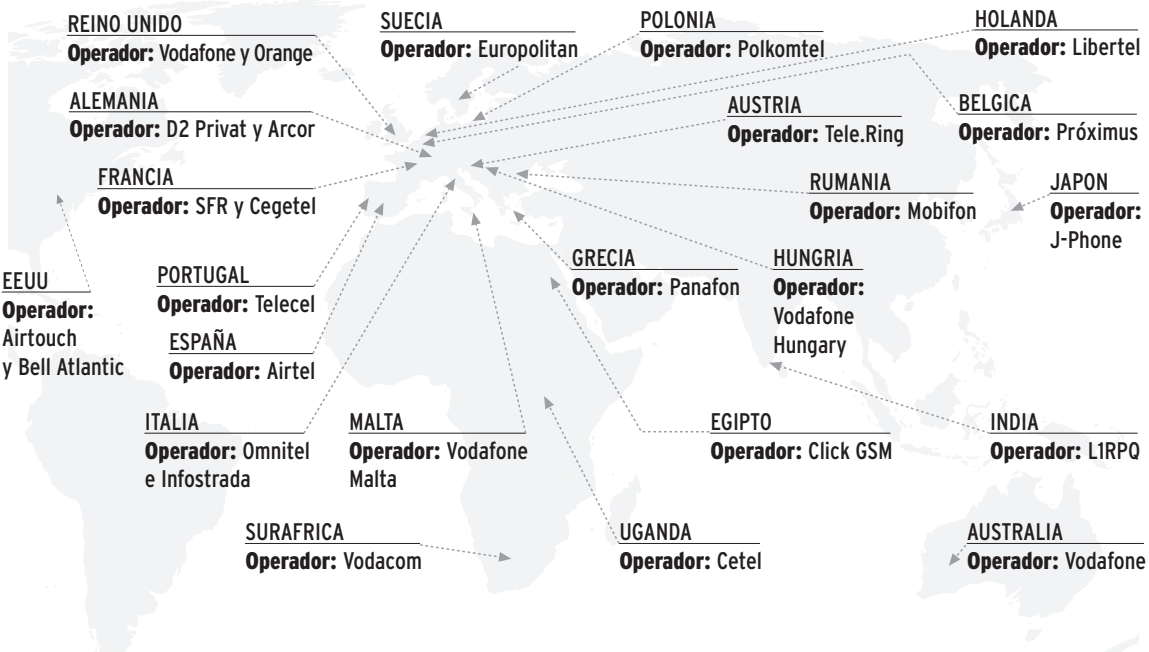 REINO UNIDO
Operador: Vodafone y Orange
SUECIA
Operador: Europolitan
POLONIA
Operador: Polkomtel
HOLANDA
Operador: Libertel
ALEMANIA
Operador: D2 Privat y Arcor
AUSTRIA
Operador: Tele.Ring
BELGICA
Operador: Próximus
FRANCIA
Operador: SFR y Cegetel
RUMANIA
Operador: Mobifon
JAPON
Operador:
J-Phone
EEUU
Operador:
Airtouch
y Bell Atlantic
PORTUGAL
Operador: Telecel
GRECIA
Operador: Panafon
HUNGRIA
Operador:
Vodafone
Hungary
ESPAÑA
Operador: Airtel
ITALIA
Operador: Omnitel
e Infostrada
MALTA
Operador: Vodafone
Malta
EGIPTO
Operador: Click GSM
INDIA
Operador: L1RPQ
SURAFRICA
Operador: Vodacom
UGANDA
Operador: Cetel
AUSTRALIA
Operador: Vodafone